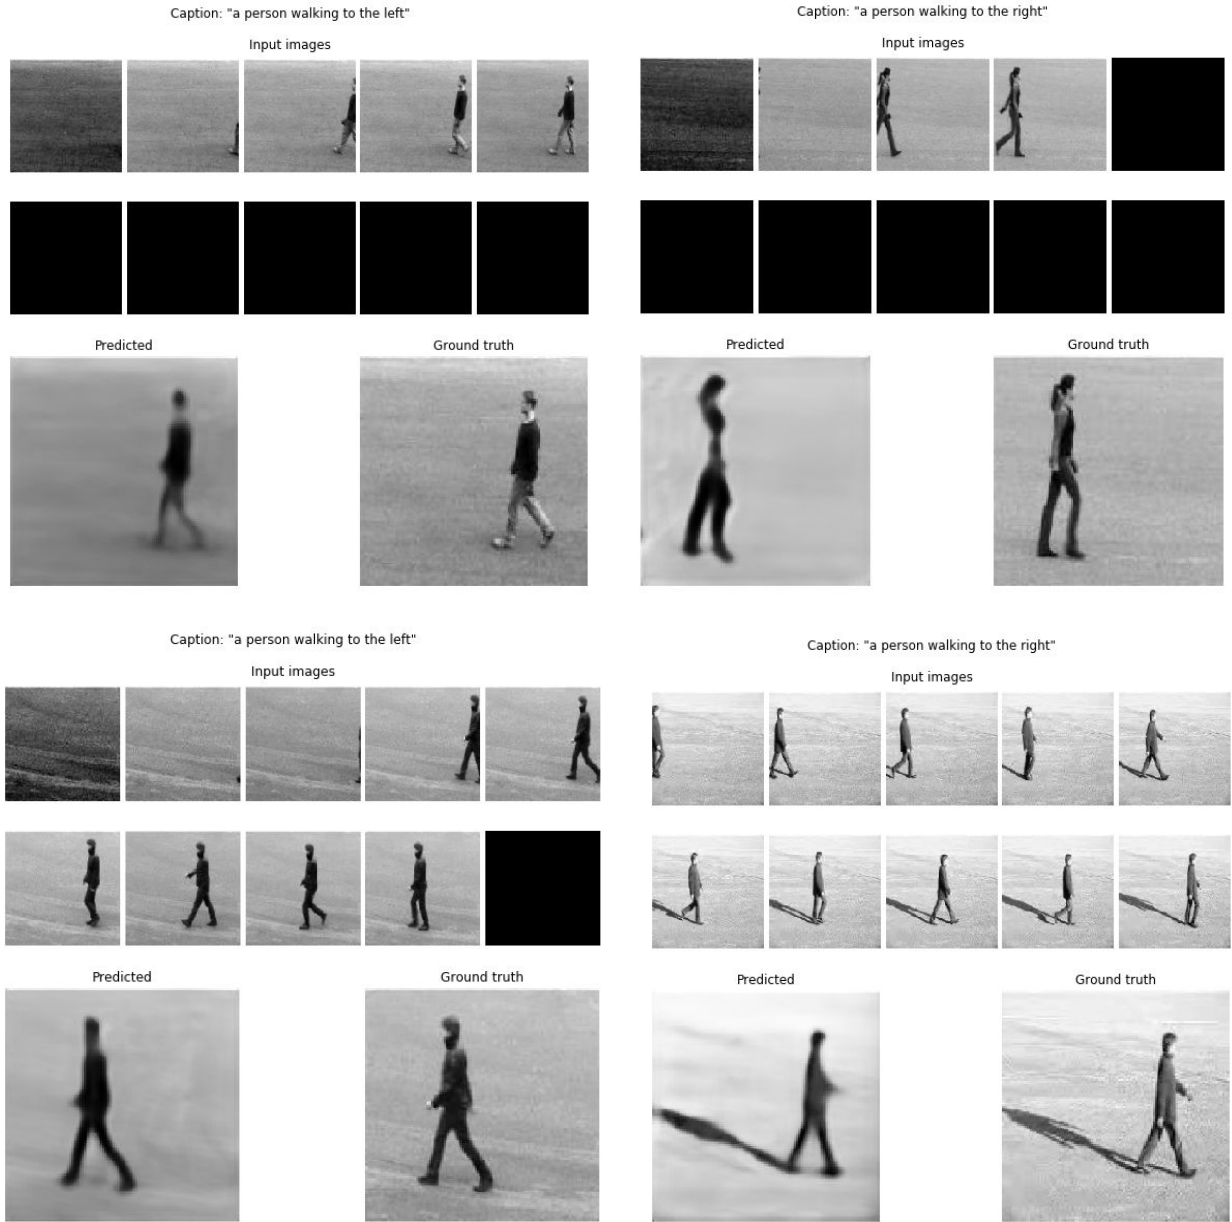 Caption: "a person walking to the left"
Input images
Predicted
Ground truth
Caption: "a person walking to the right"
Input images
Predicted
Ground truth
Caption: "a person walking to the left"
Input images
Predicted
Ground truth
Caption: "a person walking to the right"
Input images
Predicted
Ground truth